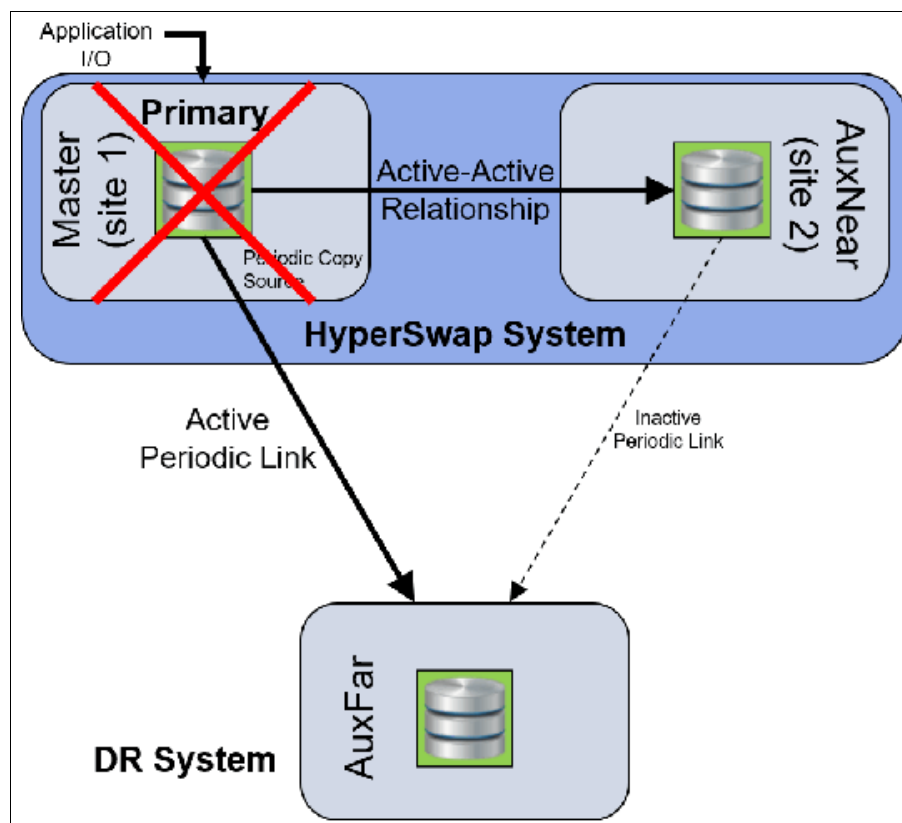 Application
I/O
Primary
Master
(site 1)
Periodic Copy
Source
Active-Active
Relationship
AuxNear
(site 2)
HyperSwap System
Active
Periodic Link
Inactive
Periodic Link
AuxFar
DR System